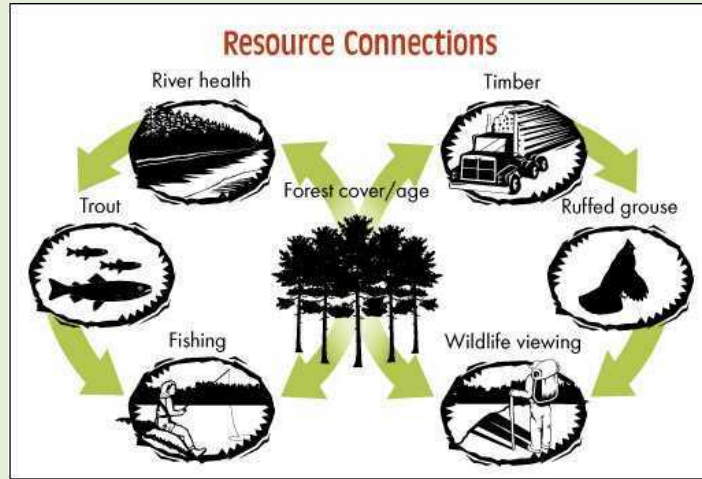 Resource Connections
River health
Timber
Forest cover/age
Trout
Ruffed grouse
Fishing
Wildlife viewing